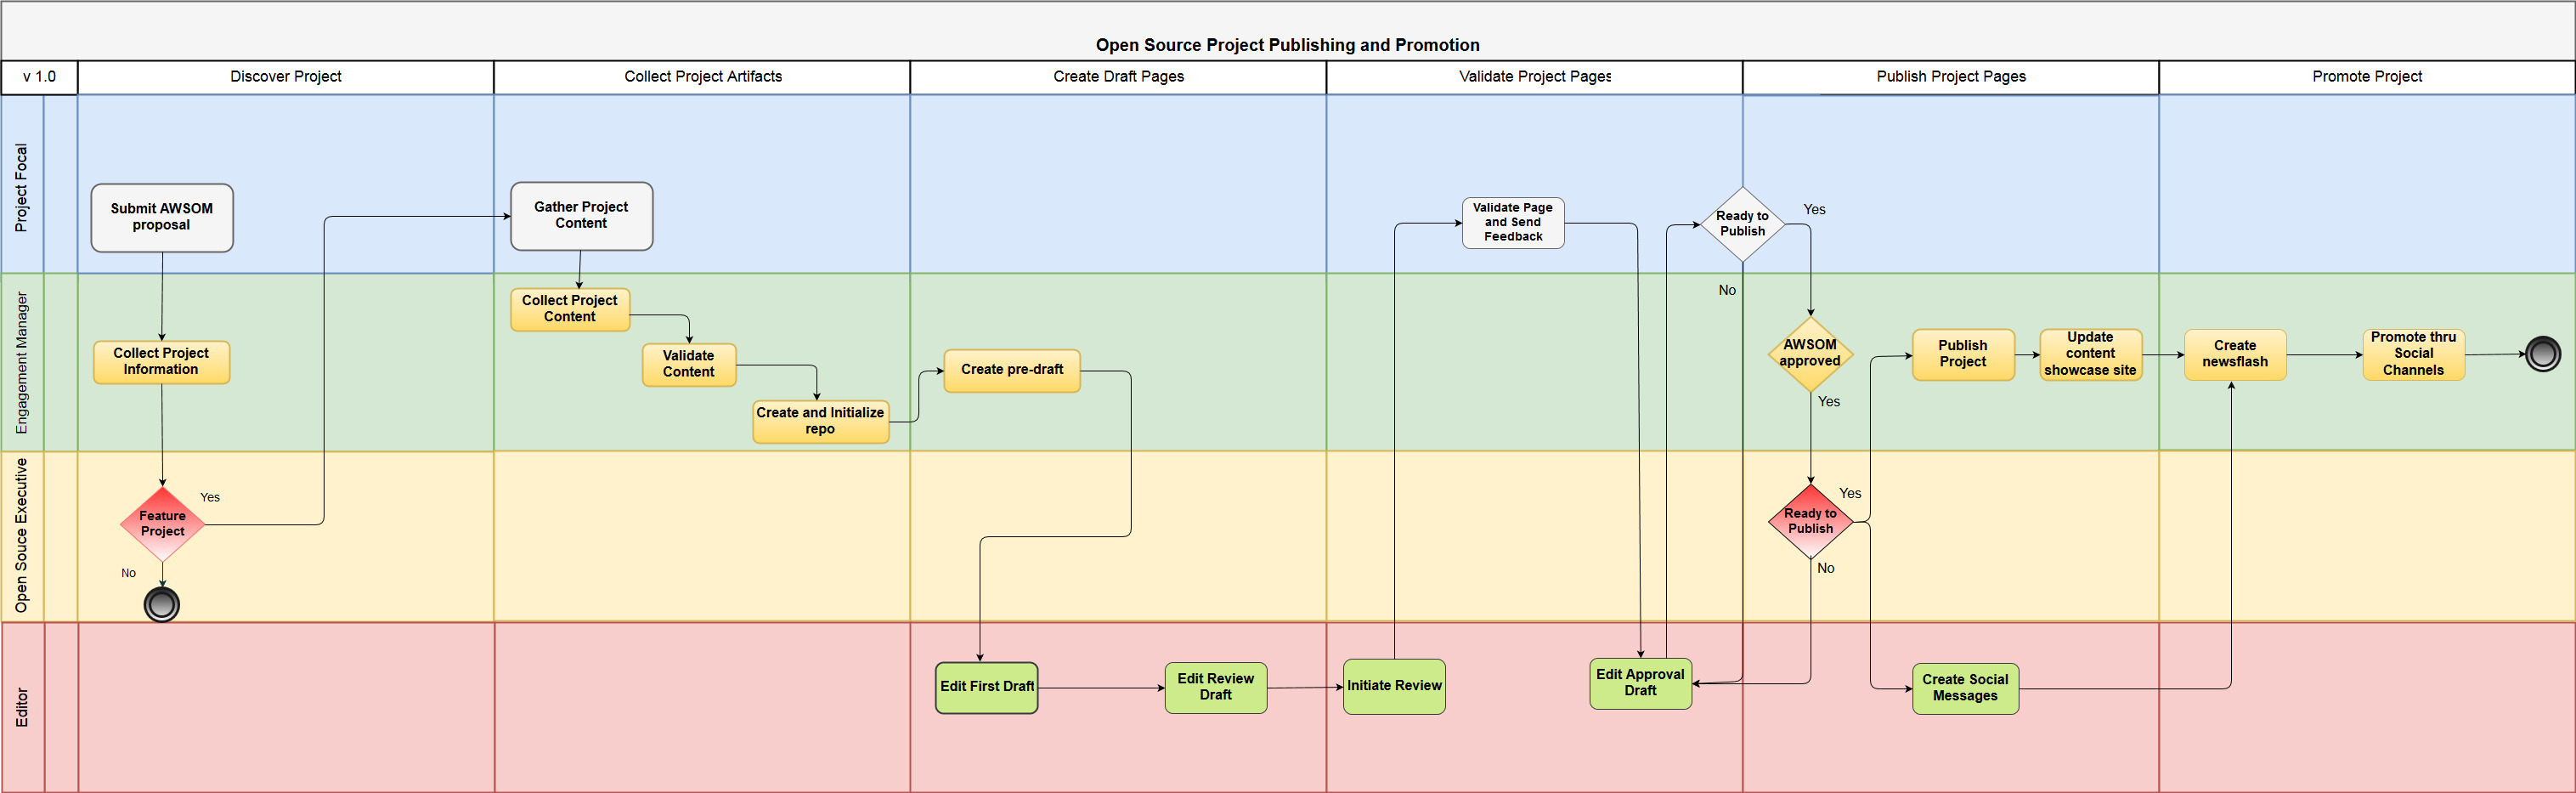 Open Source Project Publishing and Promotion
v 1.0
Discover Project
Collect Project Artifacts
Create Draft Pages
Validate Project Pages
Publish Project Pages
Promote Project
Project Focal
Submit AWSOM
proposal
Gather Project
Content
Validate Page
and Send
Feedback
Ready to
Publish
Yes
No
Engagement Manager
Collect Project
Information
Collect Project
Content
Validate
Content
Create and Initialize
repo
Create pre-draft
AWSOM
approved
Yes
Publish
Project
Update
content
showcase site
Create
newsflash
Promote thru
Social
Channels
Open Souce Executive
Feature
Project
Yes
No
Ready to
Publish
Yes
No
Editor
Edit First Draft
Edit Review
Draft
Initiate Review
Edit Approval
Draft
Create Social
Messages